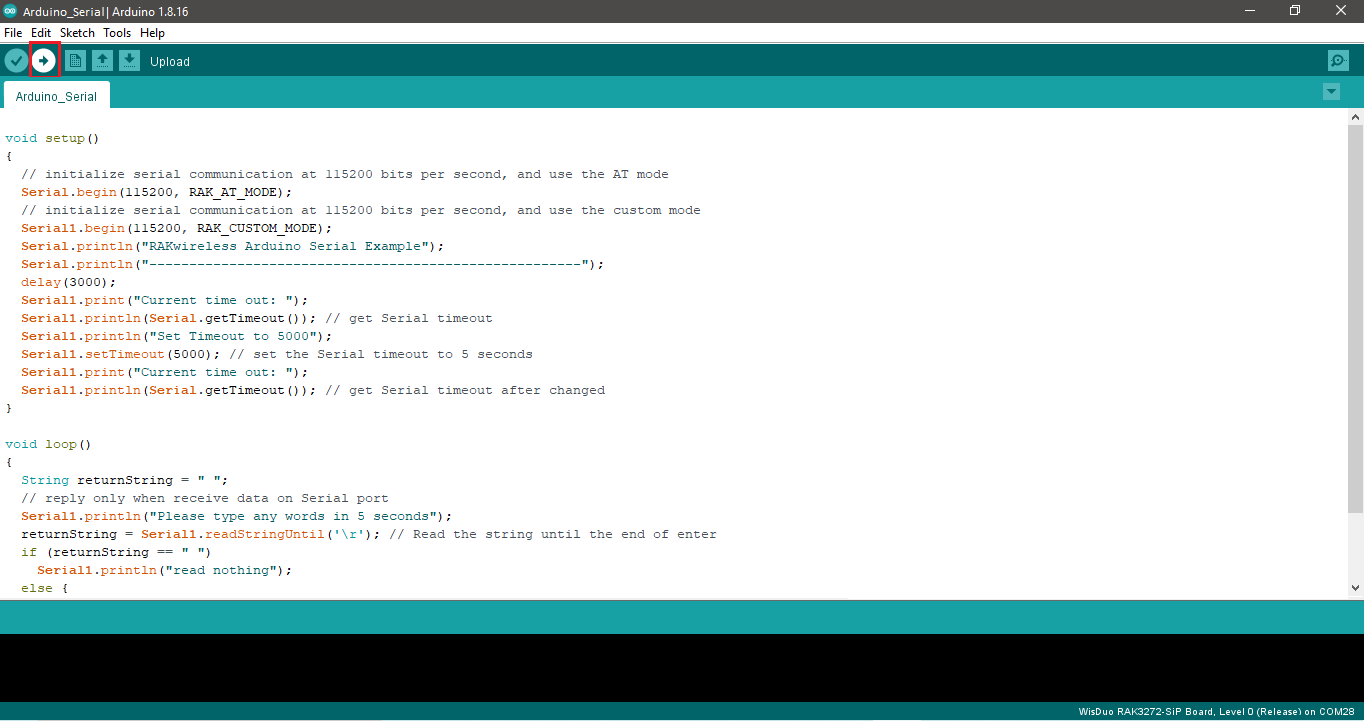 Arduino_Serial | Arduino 1.8.16
File Edit Sketch Tools Help
Upload
Arduino_Serial
void setup()
{
  // initialize serial communication at 115200 bits per second, and use the AT mode
  Serial.begin(115200, RAK_AT_MODE);
  // initialize serial communication at 115200 bits per second, and use the custom mode
  Serial1.begin(115200, RAK_CUSTOM_MODE);
  Serial.println("RAKwireless Arduino Serial Example");
  Serial.println("------------------------------------------------------");
  delay(3000);
  Serial1.print("Current time out: ");
  Serial1.println(Serial.getTimeout()); // get Serial timeout
  Serial1.println("Set Timeout to 5000");
  Serial1.setTimeout(5000); // set the Serial timeout to 5 seconds
  Serial1.print("Current time out: ");
  Serial1.println(Serial.getTimeout()); // get Serial timeout after changed
}
void loop()
{
  String returnString = " ";
  // reply only when receive data on Serial port
  Serial1.println("Please type any words in 5 seconds");
  returnString = Serial1.readStringUntil('\r'); // Read the string until the end of enter
  if (returnString == " ")
    Serial1.println("read nothing");
  else {
WisDuo RAK3272-SiP Board, Level 0 (Release) on COM28